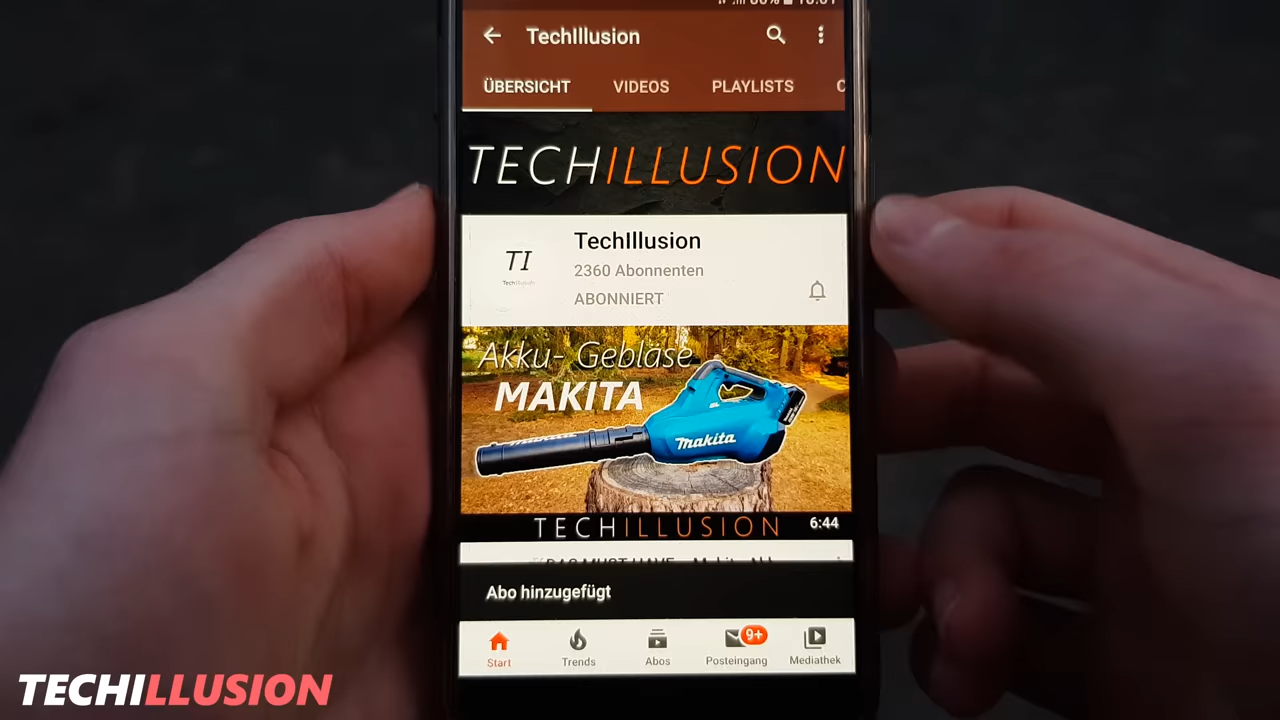 TechIllusion
ÜBERSICHT VIDEOS PLAYLISTS
TECHILLUSION
TechIllusion
TI
TechIllusion
2360 Abonnenten
ABONNIERT
Akku- Gebläse
MAKITA
makita
TECHILLUSION
6:44
Abo hinzugefügt
9+
Start Trends Abos Posteingang Mediathek
TECHILLUSION